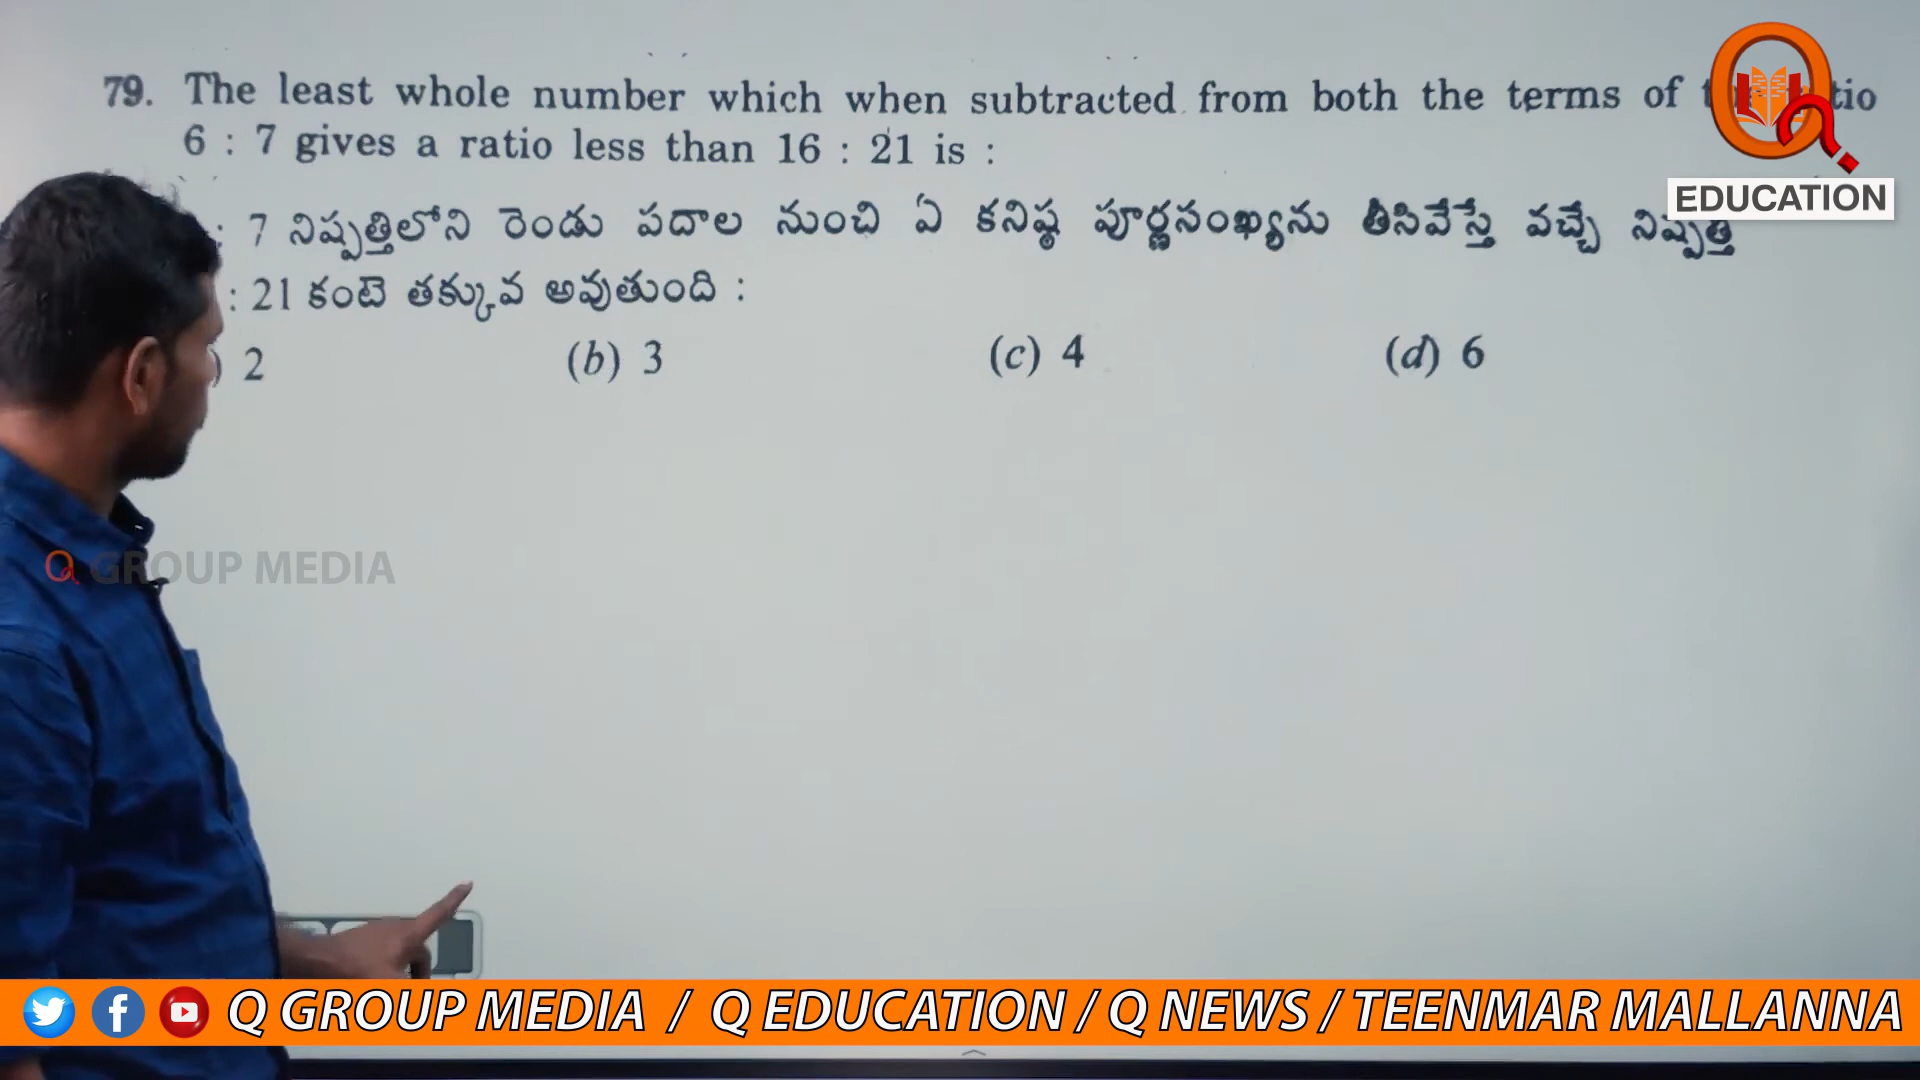 79. The least whole number which when subtracted from both the terms of tio
6 : 7 gives a ratio less than 16 : 21 is :
: 7 నిష్పత్తిలోని రెండు పదాల నుంచి ఏ కనిష్ఠ పూర్ణసంఖ్యను తీసివేస్తే వచ్చే నిష్పత్తి
: 21 కంటె తక్కువ అవుతుంది :
) 2 (b) 3 (c) 4 (d) 6
EDUCATION
Q GROUP MEDIA
Q GROUP MEDIA / Q EDUCATION / Q NEWS / TEENMAR MALLANNA